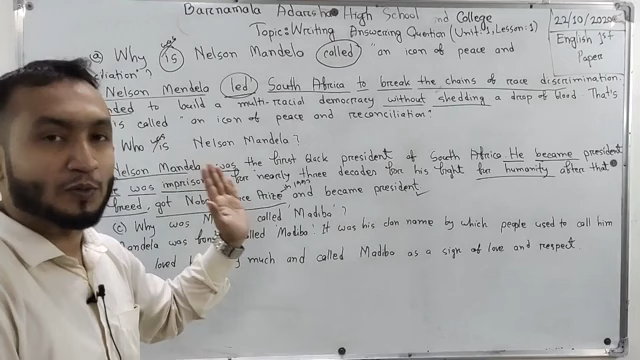 Barnamala Adarsha High School and College
Topic: Writing Answering Question (Unit: 1, Lesson: 1)
22/10/2020
English 1st
Paper
(a) Why was is Nelson Mandela called "an icon of peace and
ciliation"?
Nelson Mendela led South Africa to break the chains of race discrimination.
to build a multi-racial democracy without shedding a drop of blood. That's
is called "an icon of peace and reconciliation."
Who is Nelson Mandela?
Nelson Mandela was the first black president of South Africa. He became president
was imprison for nearly three decades for his fight for humanity after that
got Prize in 1993 and became president
(c) Why was called 'Madiba'?
Mandela was called 'Madiba'. It was his clan name by which people used to call him
loved much and called Madiba as a sign of love and respect.